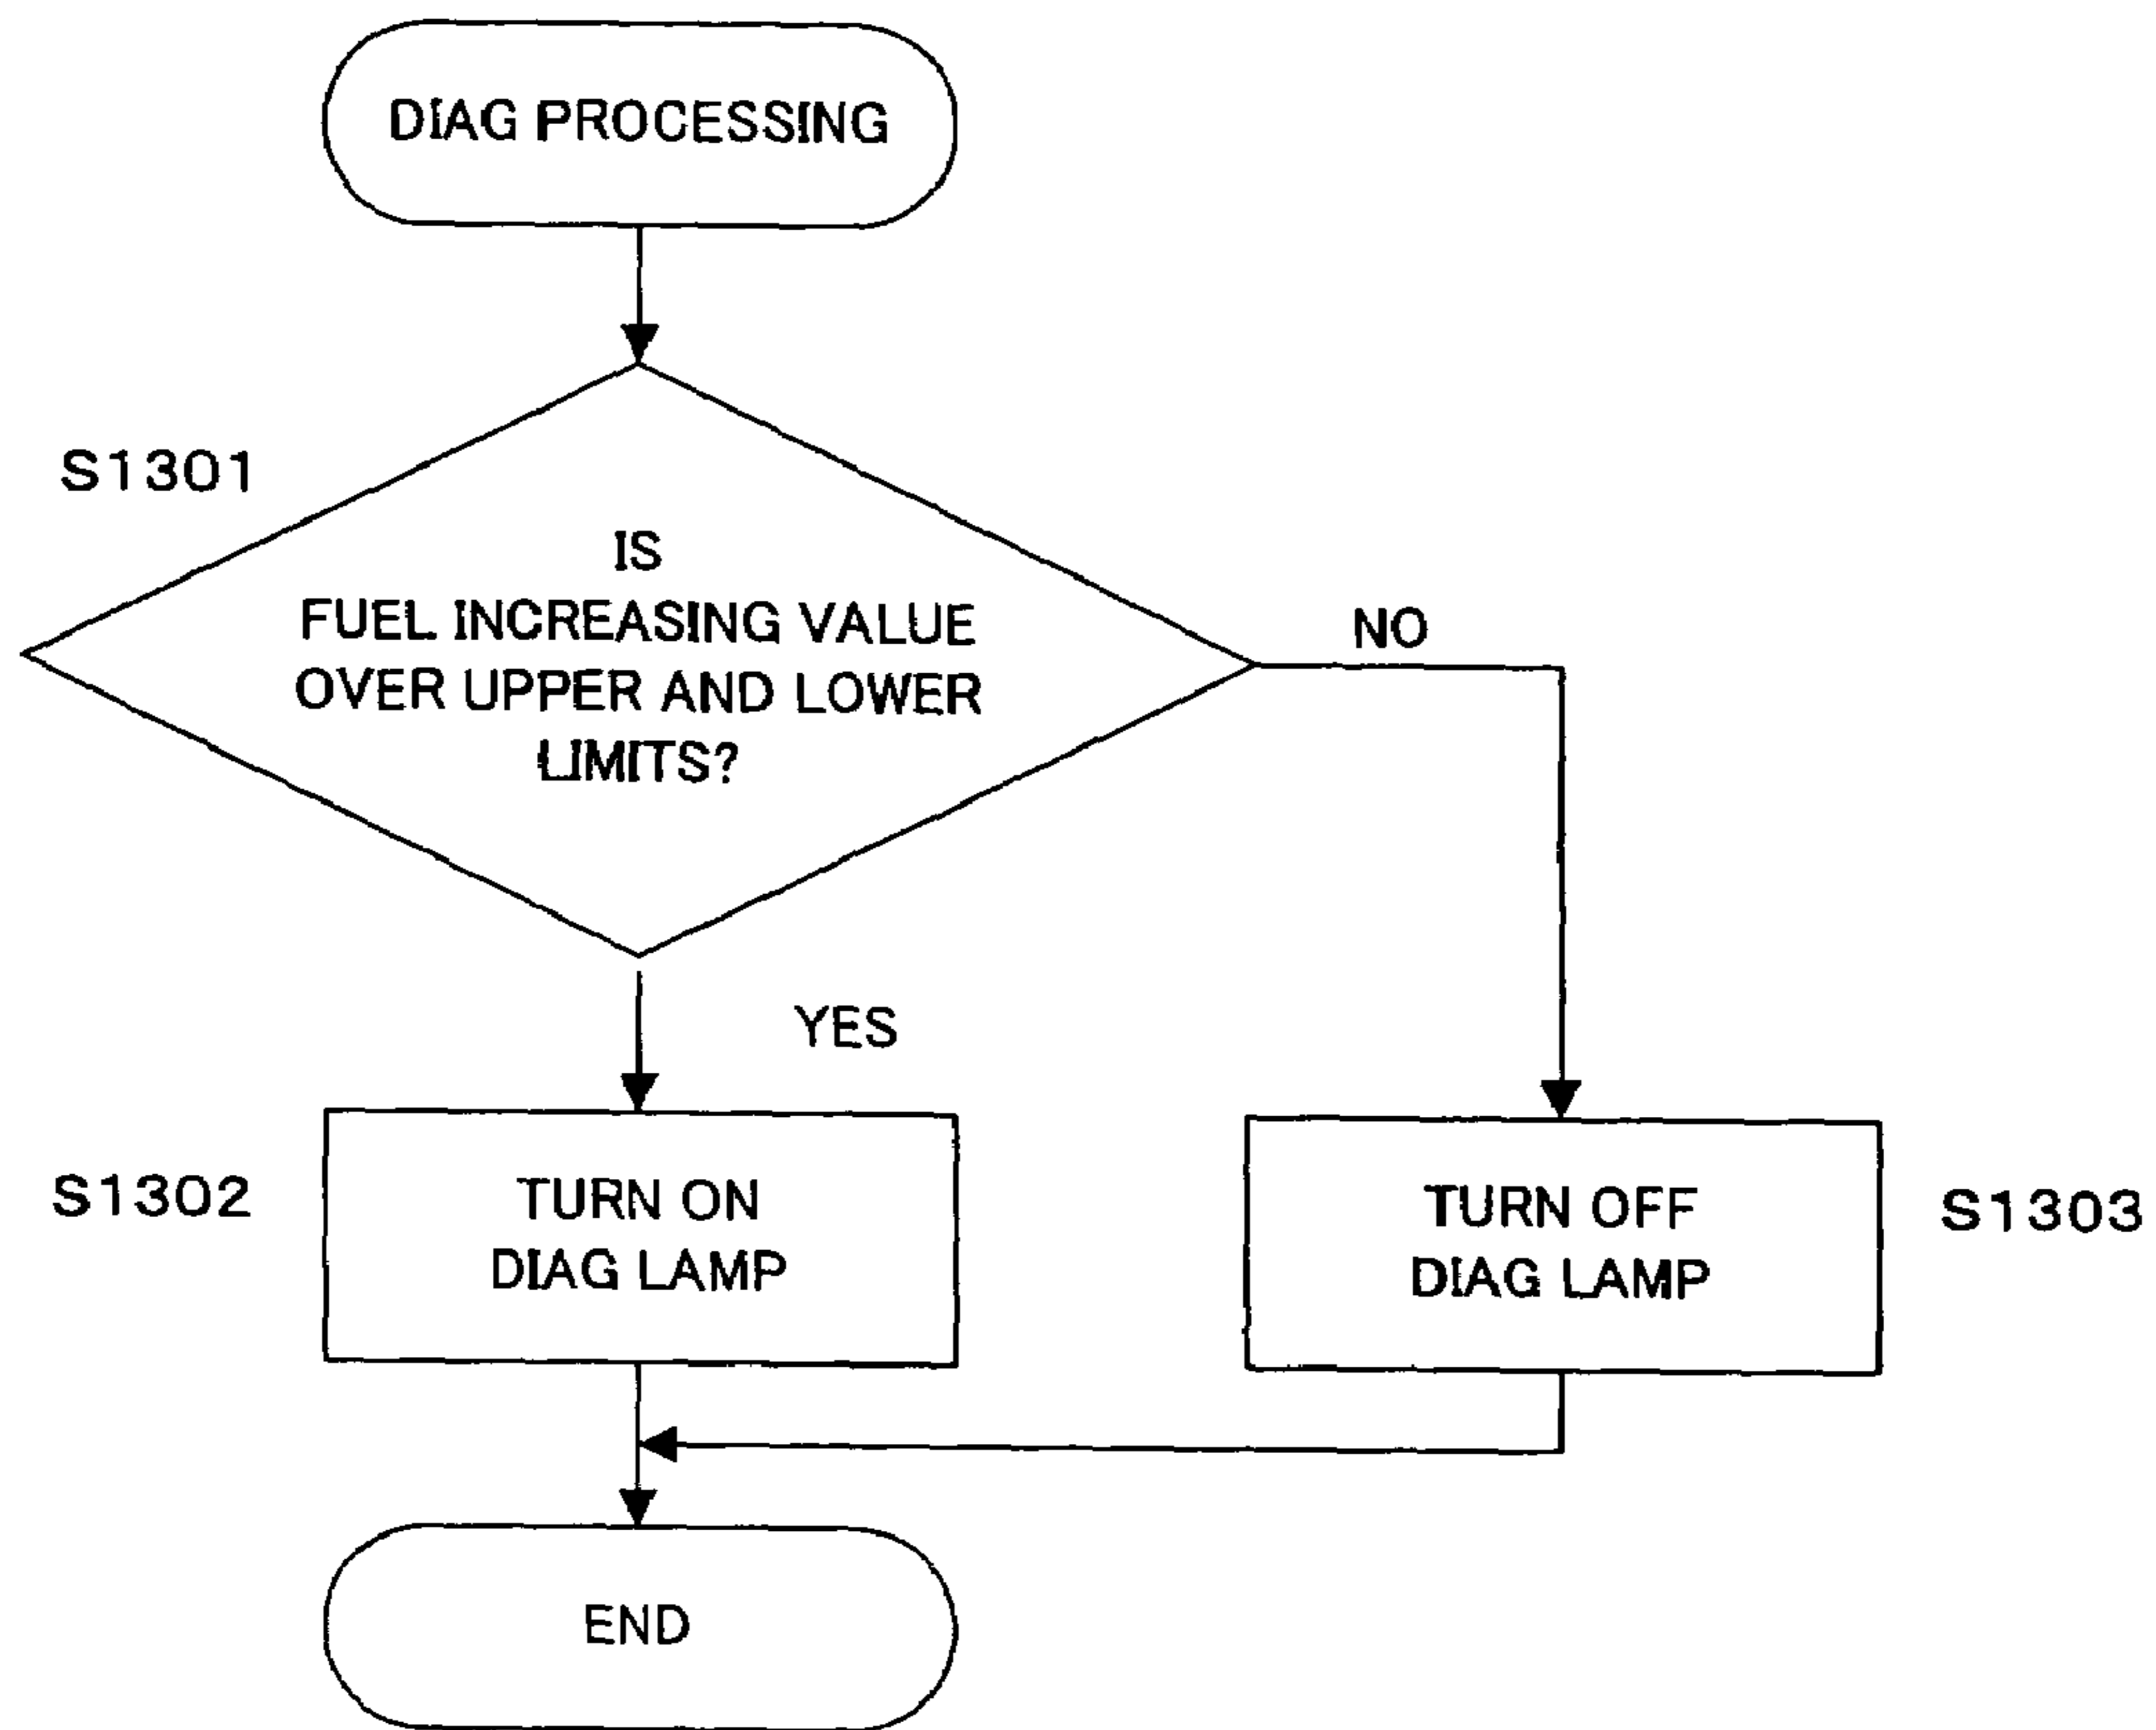 DIAG PROCESSING
S1301
IS
FUEL INCREASING VALUE
OVER UPPER AND LOWER
LIMITS?
NO
YES
S1302
TURN ON
DIAG LAMP
TURN OFF
DIAG LAMP
S1303
END